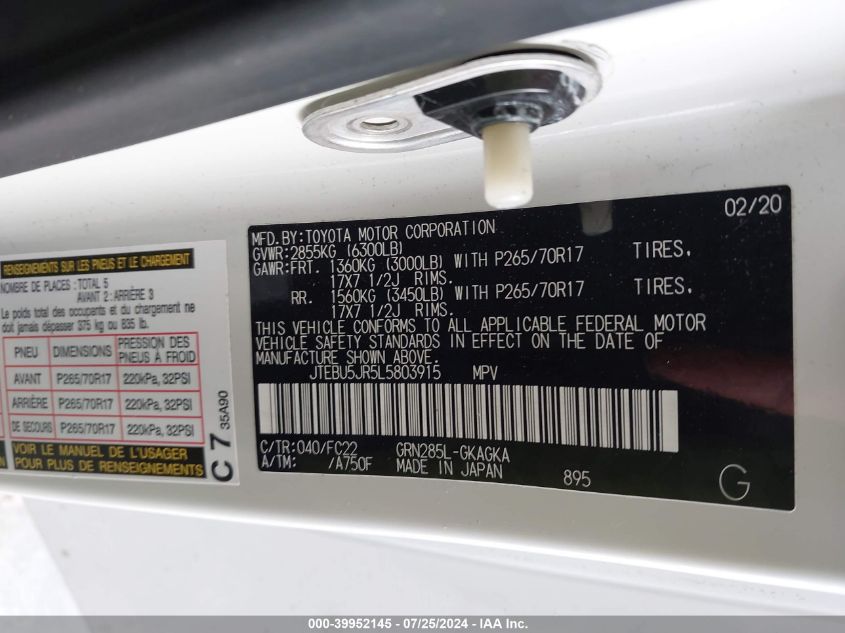 RENSEIGNEMENTS SUR LES PNEUS ET LE CHARGEMENT
NOMBRE DE PLACES : TOTAL 5
AVANT 2 : ARRIÈRE 3
Le poids total des occupants et du chargement ne
doit jamais dépasser 375 kg ou 835 lb.
PNEU DIMENSIONS PRESSION DES PNEUS À FROID
AVANT P265/70R17 220kPa, 32PSI
ARRIÈRE P265/70R17 220kPa, 32PSI
DE SECOURS P265/70R17 220kPa, 32PSI
VOIR LE MANUEL DE L'USAGER
POUR PLUS DE RENSEIGNEMENTS
C 7 35A90
MFD.BY:TOYOTA MOTOR CORPORATION 02/20
GVWR:2855KG (6300LB)
GAWR:FRT. 1360KG (3000LB) WITH P265/70R17 TIRES,
17X7 1/2J RIMS.
RR. 1560KG (3450LB) WITH P265/70R17 TIRES,
17X7 1/2J RIMS.
THIS VEHICLE CONFORMS TO ALL APPLICABLE FEDERAL MOTOR
VEHICLE SAFETY STANDARDS IN EFFECT ON THE DATE OF
MANUFACTURE SHOWN ABOVE.
JTEBU5JR5L5803915 MPV
C/TR:040/FC22 GRN285L-GKAGKA
A/TM: /A750F MADE IN JAPAN 895 G
000-39952145 - 07/25/2024 - IAA Inc.